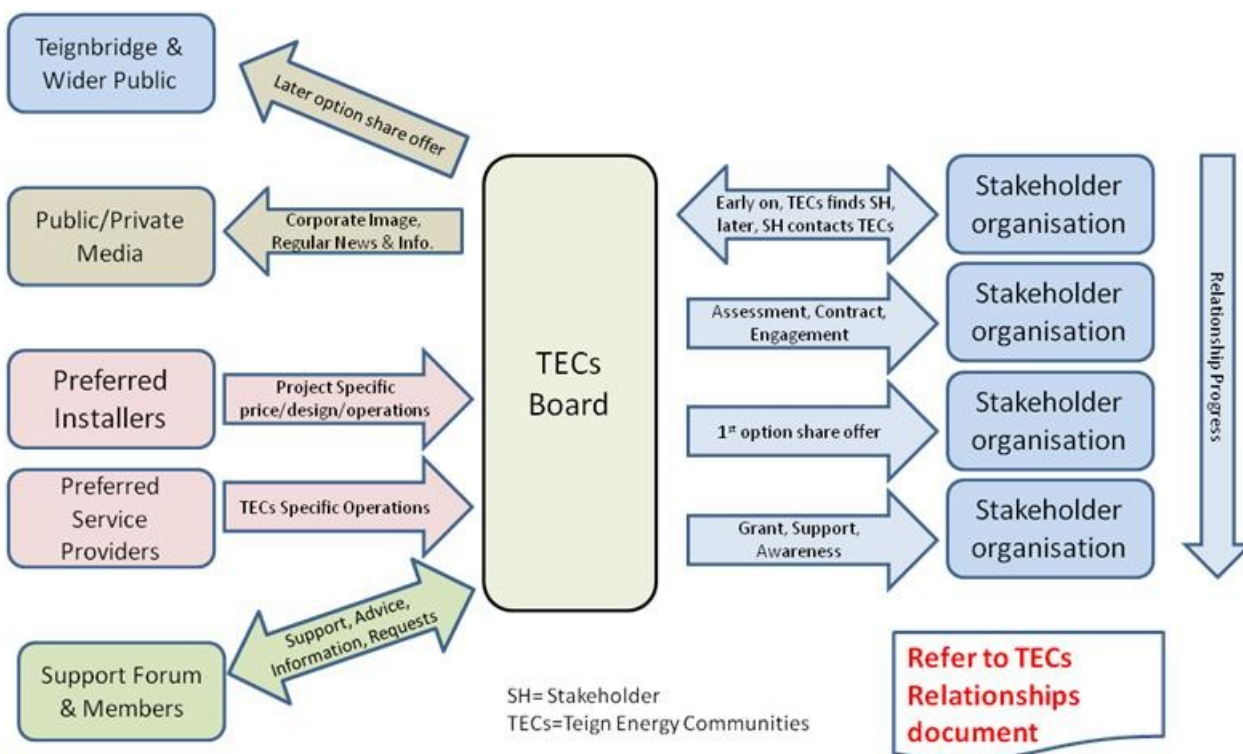 Teignbridge &
Wider Public
Later option share offer
Public/Private
Media
Corporate Image,
Regular News & Info.
Preferred
Installers
Project Specific
price/design/operations
Preferred
Service
Providers
TECs Specific Operations
Support Forum
& Members
Support, Advice,
Information, Requests
TECs
Board
Early on, TECs finds SH,
later, SH contacts TECs
Stakeholder
organisation
Assessment, Contract,
Engagement
Stakeholder
organisation
1st option share offer
Stakeholder
organisation
Grant, Support,
Awareness
Stakeholder
organisation
Relationship Progress
SH= Stakeholder
TECs=Teign Energy Communities
Refer to TECs
Relationships
document